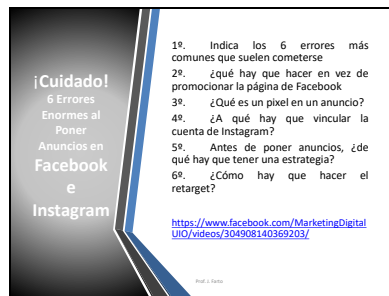 ¡Cuidado!
6 Errores
Enormes al
Poner
Anuncios en
Facebook
e
Instagram
1º. Indica los 6 errores más
comunes que suelen cometerse
2º. ¿qué hay que hacer en vez de
promocionar la página de Facebook
3º. ¿Qué es un pixel en un anuncio?
4º. ¿A qué hay que vincular la
cuenta de Instagram?
5º. Antes de poner anuncios, ¿de
qué hay que tener una estrategia?
6º. ¿Cómo hay que hacer el
retarget?
https://www.facebook.com/MarketingDigital
UIO/videos/304908140369203/